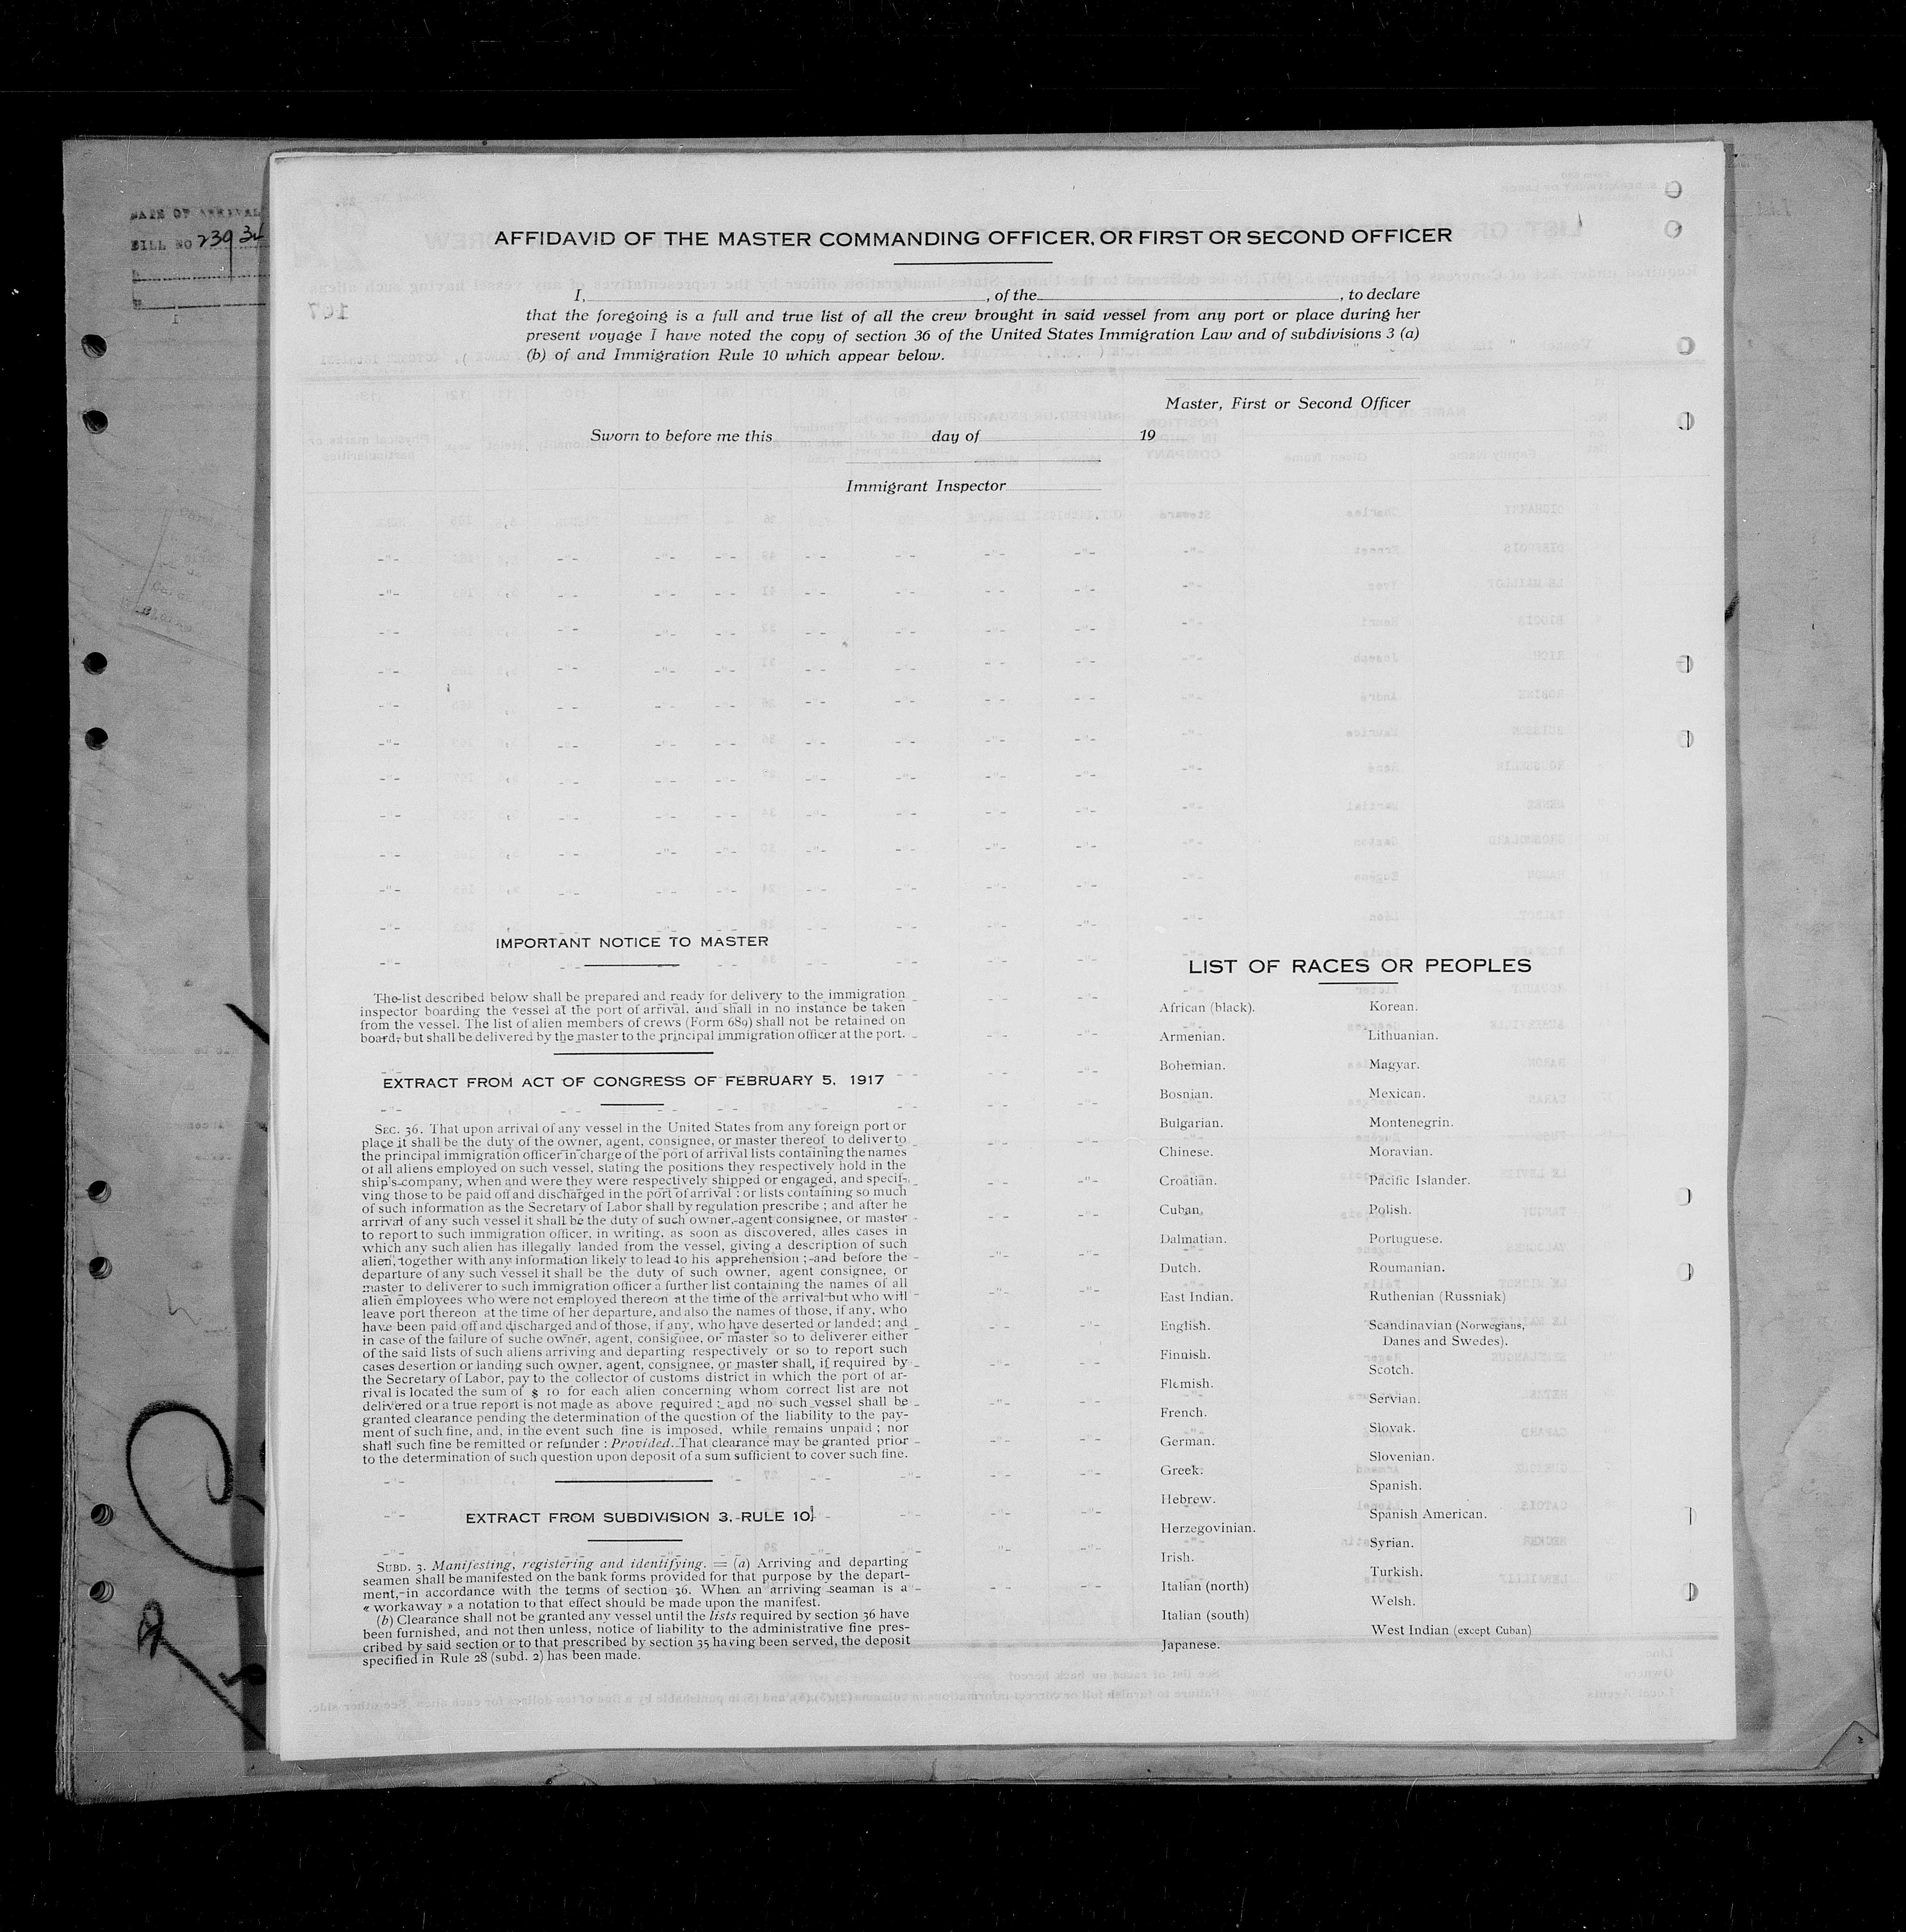 DATE OF ARRIVAL
BILL NO 239 34
AFFIDAVID OF THE MASTER COMMANDING OFFICER, OR FIRST OR SECOND OFFICER
I, , of the , to declare
that the foregoing is a full and true list of all the crew brought in said vessel from any port or place during her
present voyage I have noted the copy of section 36 of the United States Immigration Law and of subdivisions 3 (a)
(b) of and Immigration Rule 10 which appear below.
Master, First or Second Officer
Sworn to before me this day of 19
Immigrant Inspector
IMPORTANT NOTICE TO MASTER
The list described below shall be prepared and ready for delivery to the immigration
inspector boarding the vessel at the port of arrival, and shall in no instance be taken
from the vessel. The list of alien members of crews (Form 689) shall not be retained on
board, but shall be delivered by the master to the principal immigration officer at the port.
EXTRACT FROM ACT OF CONGRESS OF FEBRUARY 5, 1917
SEC. 36. That upon arrival of any vessel in the United States from any foreign port or
place it shall be the duty of the owner, agent, consignee, or master thereof to deliver to
the principal immigration officer in charge of the port of arrival lists containing the names
of all aliens employed on such vessel, stating the positions they respectively hold in the
ship's company, when and were they were respectively shipped or engaged, and specif-
ving those to be paid off and discharged in the port of arrival ; or lists containing so much
of such information as the Secretary of Labor shall by regulation prescribe ; and after he
arrival of any such vessel it shall be the duty of such owner, agent consignee, or master
to report to such immigration officer, in writing, as soon as discovered, alles cases in
which any such alien has illegally landed from the vessel, giving a description of such
alien, together with any information likely to lead to his apprehension ; and before the
departure of any such vessel it shall be the duty of such owner, agent consignee, or
master to deliverer to such immigration officer a further list containing the names of all
alien employees who were not employed thereon at the time of the arrival but who will
leave port thereon at the time of her departure, and also the names of those, if any, who
have been paid off and discharged and of those, if any, who have deserted or landed; and
in case of the failure of suche owner, agent, consignee, or master so to deliverer either
of the said lists of such aliens arriving and departing respectively or so to report such
cases desertion or landing such owner, agent, consignee, or master shall, if required by
the Secretary of Labor, pay to the collector of customs district in which the port of ar-
rival is located the sum of $ 10 for each alien concerning whom correct list are not
delivered or a true report is not made as above required ; and no such vessel shall be
granted clearance pending the determination of the question of the liability to the pay-
ment of such fine, and, in the event such fine is imposed, while remains unpaid ; nor
shall such fine be remitted or refunder : Provided. That clearance may be granted prior
to the determination of such question upon deposit of a sum sufficient to cover such fine.
EXTRACT FROM SUBDIVISION 3. RULE 10
SUBD. 3. Manifesting, registering and identifying. = (a) Arriving and departing
seamen shall be manifested on the bank forms provided for that purpose by the depart-
ment, in accordance with the terms of section 36. When an arriving seaman is a
« workaway » a notation to that effect should be made upon the manifest.
(b) Clearance shall not be granted any vessel until the lists required by section 36 have
been furnished, and not then unless, notice of liability to the administrative fine pres-
cribed by said section or to that prescribed by section 35 having been served, the deposit
specified in Rule 28 (subd. 2) has been made.
LIST OF RACES OR PEOPLES
African (black).
Armenian.
Bohemian.
Bosnian.
Bulgarian.
Chinese.
Croatian.
Cuban.
Dalmatian.
Dutch.
East Indian.
English.
Finnish.
Flemish.
French.
German.
Greek.
Hebrew.
Herzegovinian.
Irish.
Italian (north)
Italian (south)
Japanese.
Korean.
Lithuanian.
Magyar.
Mexican.
Montenegrin.
Moravian.
Pacific Islander.
Polish.
Portuguese.
Roumanian.
Ruthenian (Russniak)
Scandinavian (Norwegians,
Danes and Swedes).
Scotch.
Servian.
Slovak.
Slovenian.
Spanish.
Spanish American.
Syrian.
Turkish.
Welsh.
West Indian (except Cuban)